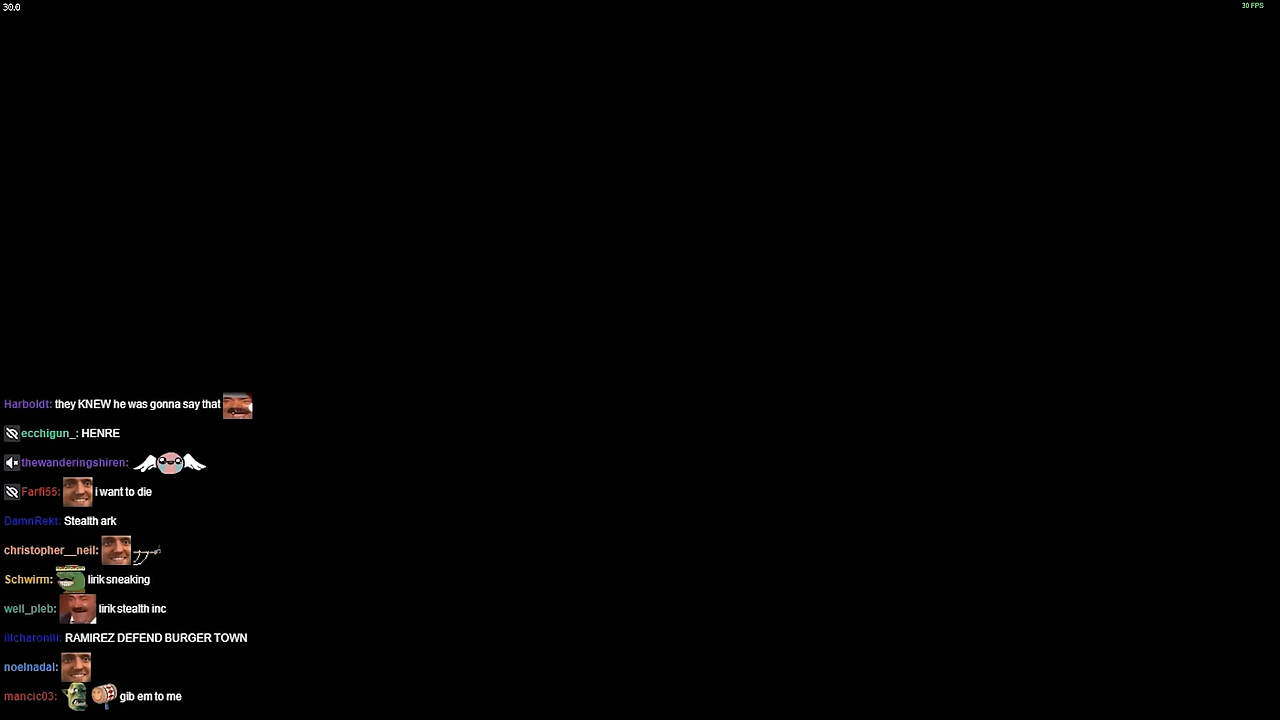 30.0
30 FPS
Harboldt: they KNEW he was gonna say that
ecchigun_: HENRE
thewanderingshiren:
Farfi55: i want to die
DamnRekt: Stealth ark
christopher__neil:
Schwirm: lirik sneaking
well_pleb: lirik stealth inc
RAMIREZ DEFEND BURGER TOWN
noelnadal:
mancic03: gib em to me